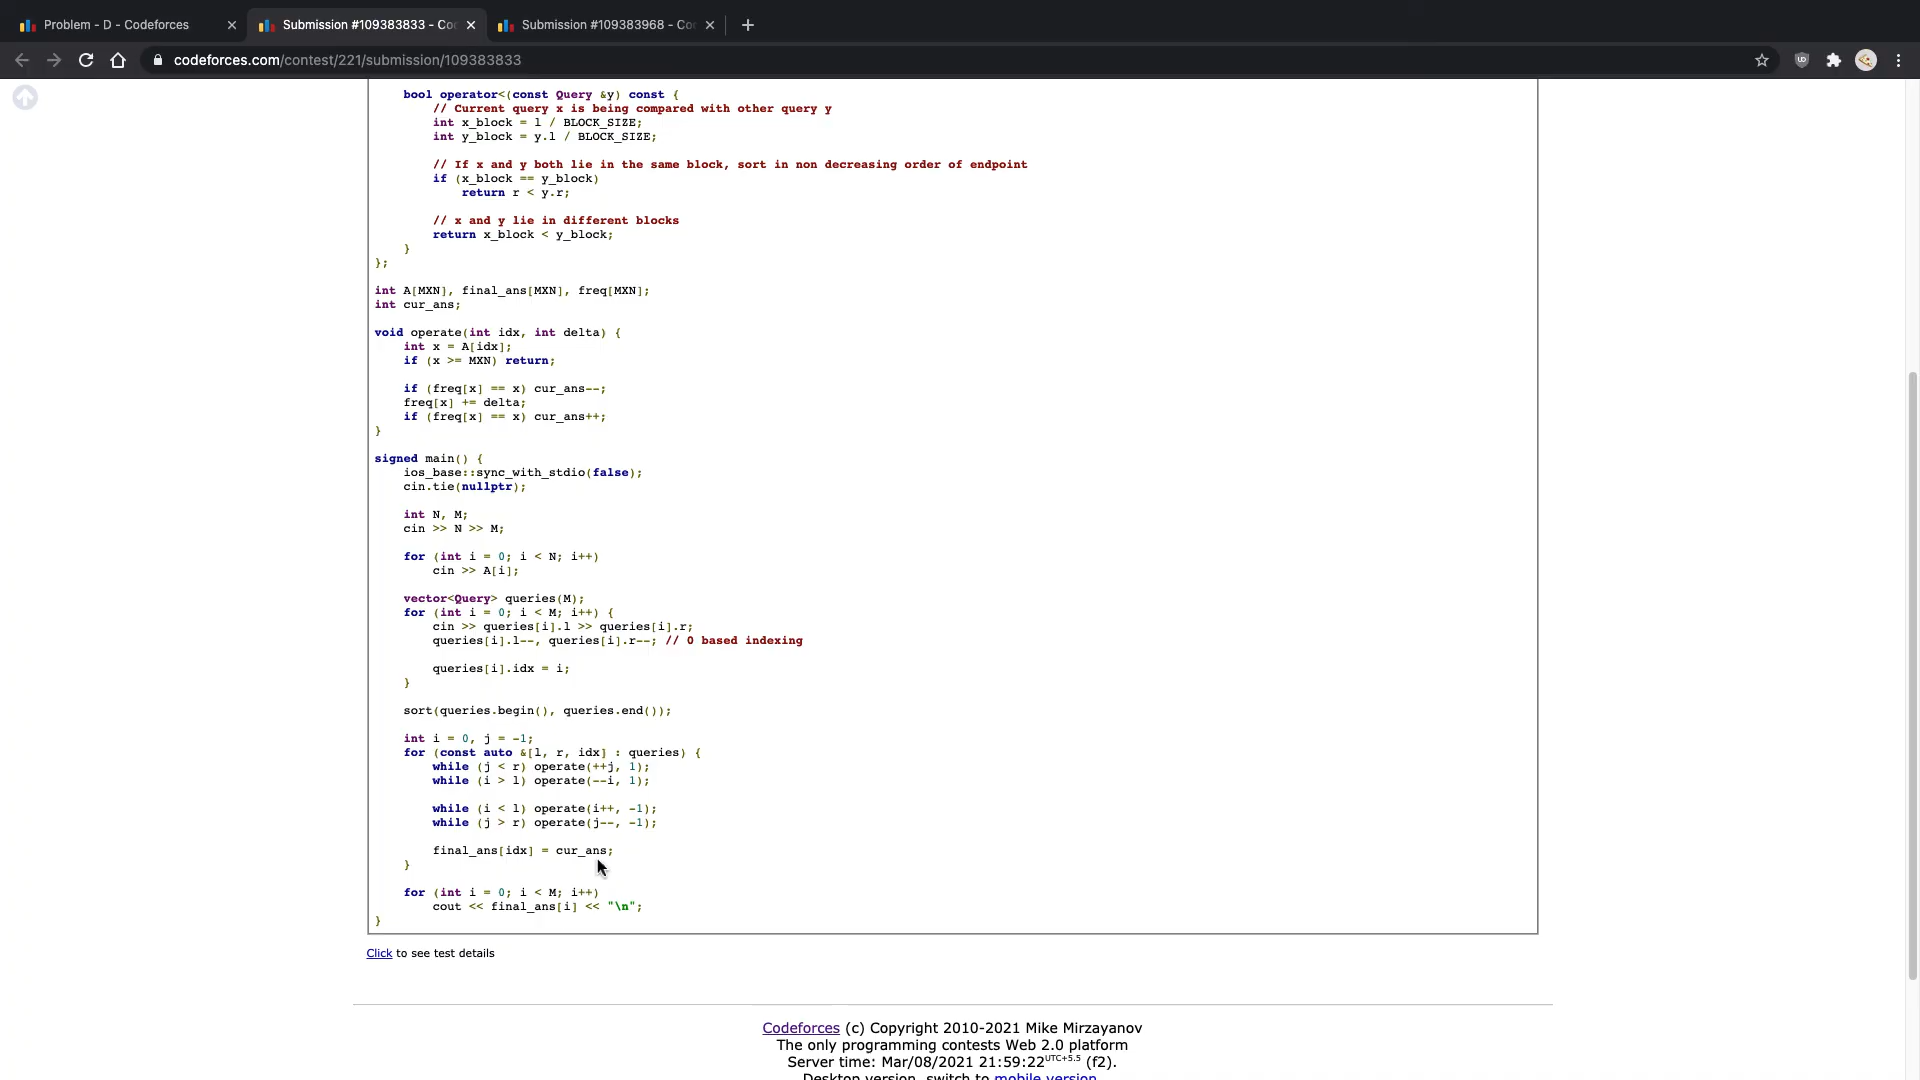 Problem - D - Codeforces
Submission #109383833 - Co
Submission #109383968 - Co
codeforces.com/contest/221/submission/109383833
bool operator<(const Query &y) const {
// Current query x is being compared with other query y
int x_block = l / BLOCK_SIZE;
int y_block = y.l / BLOCK_SIZE;
// If x and y both lie in the same block, sort in non decreasing order of endpoint
if (x_block == y_block)
return r < y.r;
// x and y lie in different blocks
return x_block < y_block;
}
};
int A[MXN], final_ans[MXN], freq[MXN];
int cur_ans;
void operate(int idx, int delta) {
int x = A[idx];
if (x >= MXN) return;
if (freq[x] == x) cur_ans--;
freq[x] += delta;
if (freq[x] == x) cur_ans++;
}
signed main() {
ios_base::sync_with_stdio(false);
cin.tie(nullptr);
int N, M;
cin >> N >> M;
for (int i = 0; i < N; i++)
cin >> A[i];
vector<Query> queries(M);
for (int i = 0; i < M; i++) {
cin >> queries[i].l >> queries[i].r;
queries[i].l--, queries[i].r--; // 0 based indexing
queries[i].idx = i;
}
sort(queries.begin(), queries.end());
int i = 0, j = -1;
for (const auto &[l, r, idx] : queries) {
while (j < r) operate(++j, 1);
while (i > l) operate(--i, 1);
while (i < l) operate(i++, -1);
while (j > r) operate(j--, -1);
final_ans[idx] = cur_ans;
}
for (int i = 0; i < M; i++)
cout << final_ans[i] << "\n";
}
Click to see test details
Codeforces (c) Copyright 2010-2021 Mike Mirzayanov
The only programming contests Web 2.0 platform
Server time: Mar/08/2021 21:59:22UTC+5.5 (f2).
Desktop version, switch to mobile version